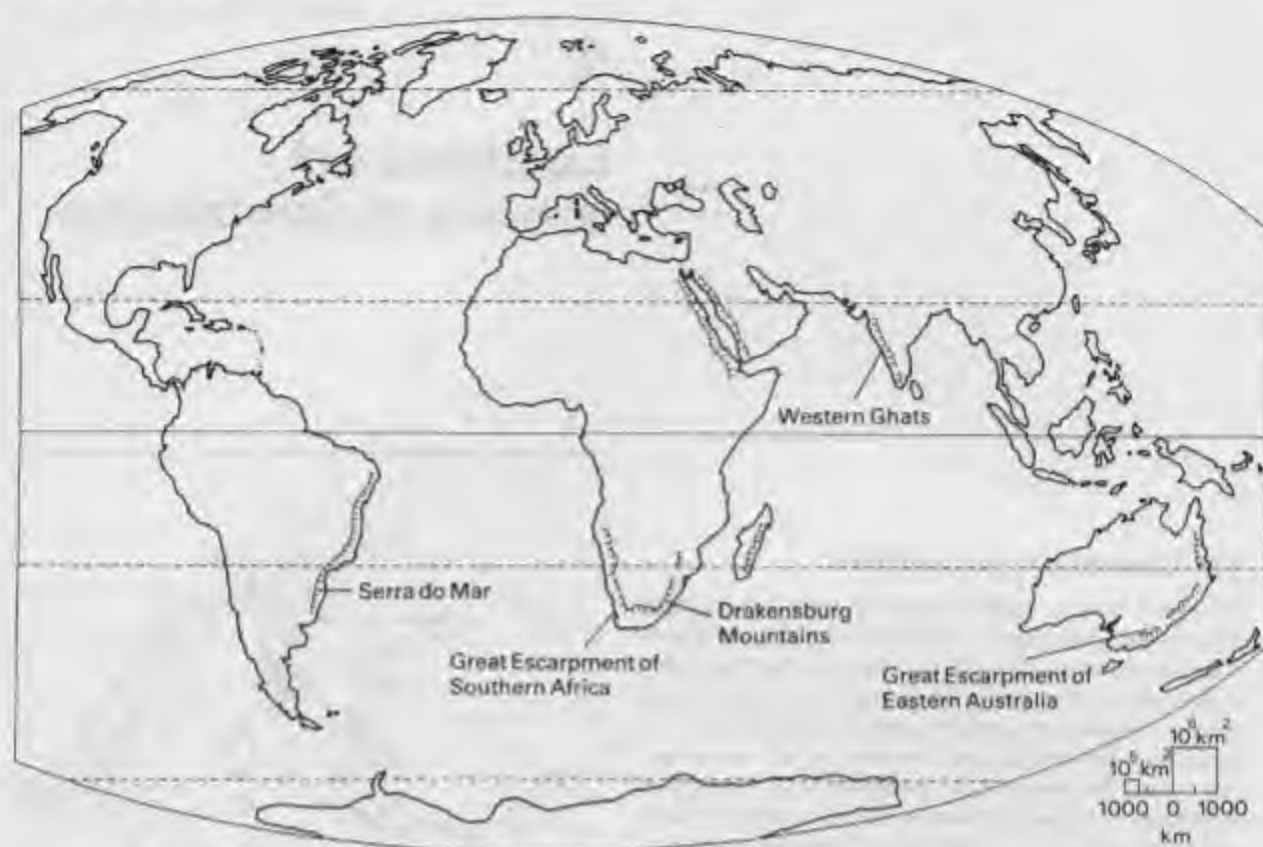 Western Ghats
Serra do Mar
Drakensburg
Mountains
Great Escarpment of
Southern Africa
Great Escarpment of
Eastern Australia
10⁶ km²
10⁵ km²
1000 0 1000
km